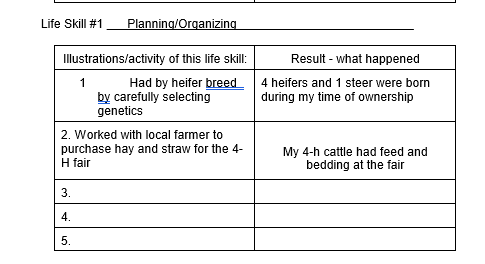 Life Skill #1 Planning/Organizing
Illustrations/activity of this life skill: Result - what happened
1 Had by heifer breed 4 heifers and 1 steer were born
by carefully selecting during my time of ownership
genetics
2. Worked with local farmer to
purchase hay and straw for the 4- My 4-h cattle had feed and
H fair bedding at the fair
3.
4.
5.